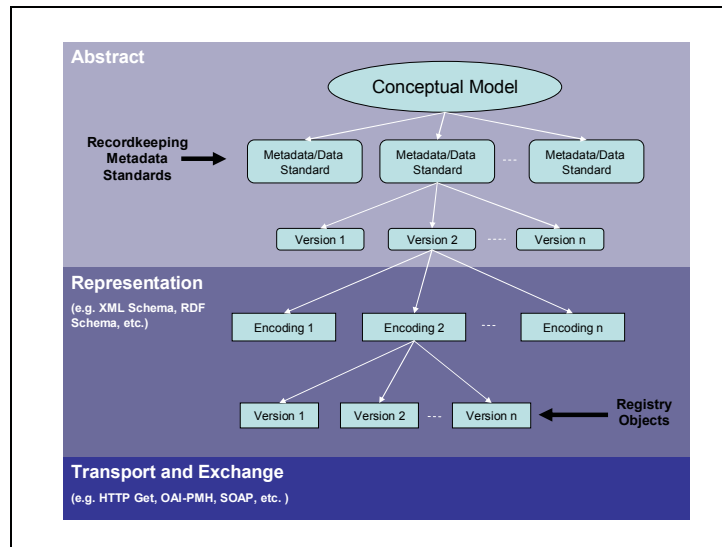 Abstract
Conceptual Model
Recordkeeping
Metadata
Standards
Metadata/Data
Standard
Metadata/Data
Standard
Metadata/Data
Standard
Version 1
Version 2
Version n
Representation
(e.g. XML Schema, RDF
Schema, etc.)
Encoding 1
Encoding 2
Encoding n
Version 1
Version 2
Version n
Registry
Objects
Transport and Exchange
(e.g. HTTP Get, OAI-PMH, SOAP, etc. )